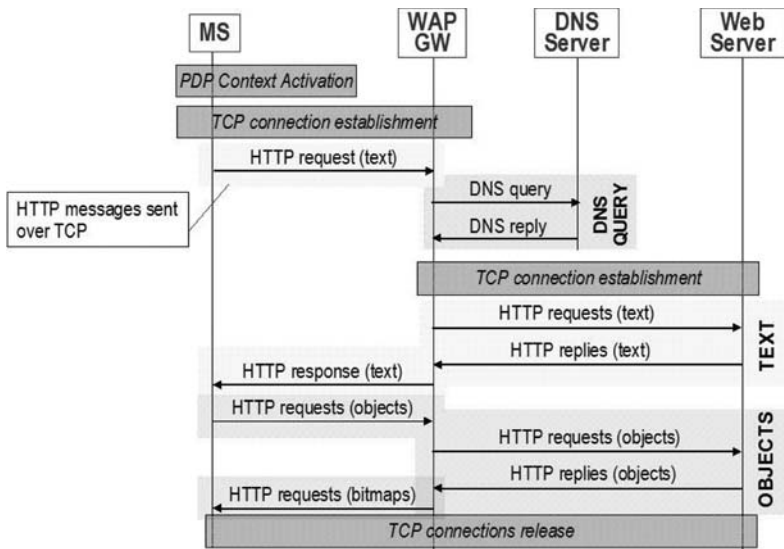 MS
WAP
GW
DNS
Server
Web
Server
PDP Context Activation
TCP connection establishment
HTTP request (text)
HTTP messages sent
over TCP
DNS query
DNS reply
DNS
QUERY
TCP connection establishment
HTTP requests (text)
HTTP replies (text)
TEXT
HTTP response (text)
HTTP requests (objects)
HTTP requests (objects)
HTTP replies (objects)
OBJECTS
HTTP requests (bitmaps)
TCP connections release